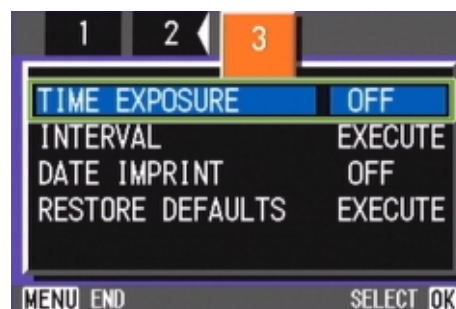 1 2 3
TIME EXPOSURE OFF
INTERVAL EXECUTE
DATE IMPRINT OFF
RESTORE DEFAULTS EXECUTE
MENU END SELECT OK